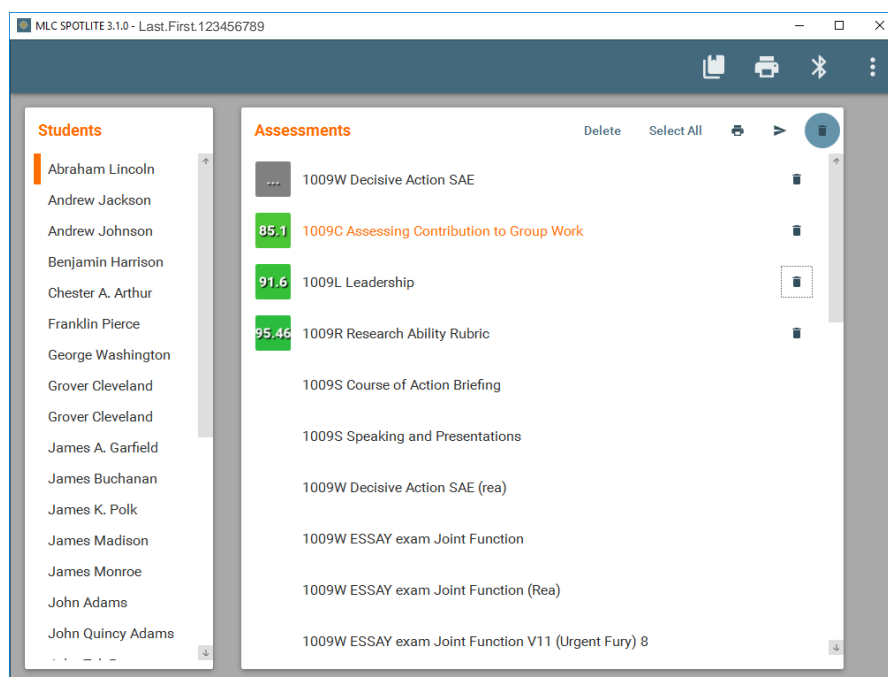 MLC SPOTLITE 3.1.0 - Last.First.123456789
Students
Abraham Lincoln
Andrew Jackson
Andrew Johnson
Benjamin Harrison
Chester A. Arthur
Franklin Pierce
George Washington
Grover Cleveland
Grover Cleveland
James A. Garfield
James Buchanan
James K. Polk
James Madison
James Monroe
John Adams
John Quincy Adams
Assessments
Delete
Select All
... 1009W Decisive Action SAE
85.1 1009C Assessing Contribution to Group Work
91.6 1009L Leadership
95.46 1009R Research Ability Rubric
1009S Course of Action Briefing
1009S Speaking and Presentations
1009W Decisive Action SAE (rea)
1009W ESSAY exam Joint Function
1009W ESSAY exam Joint Function (Rea)
1009W ESSAY exam Joint Function V11 (Urgent Fury) 8